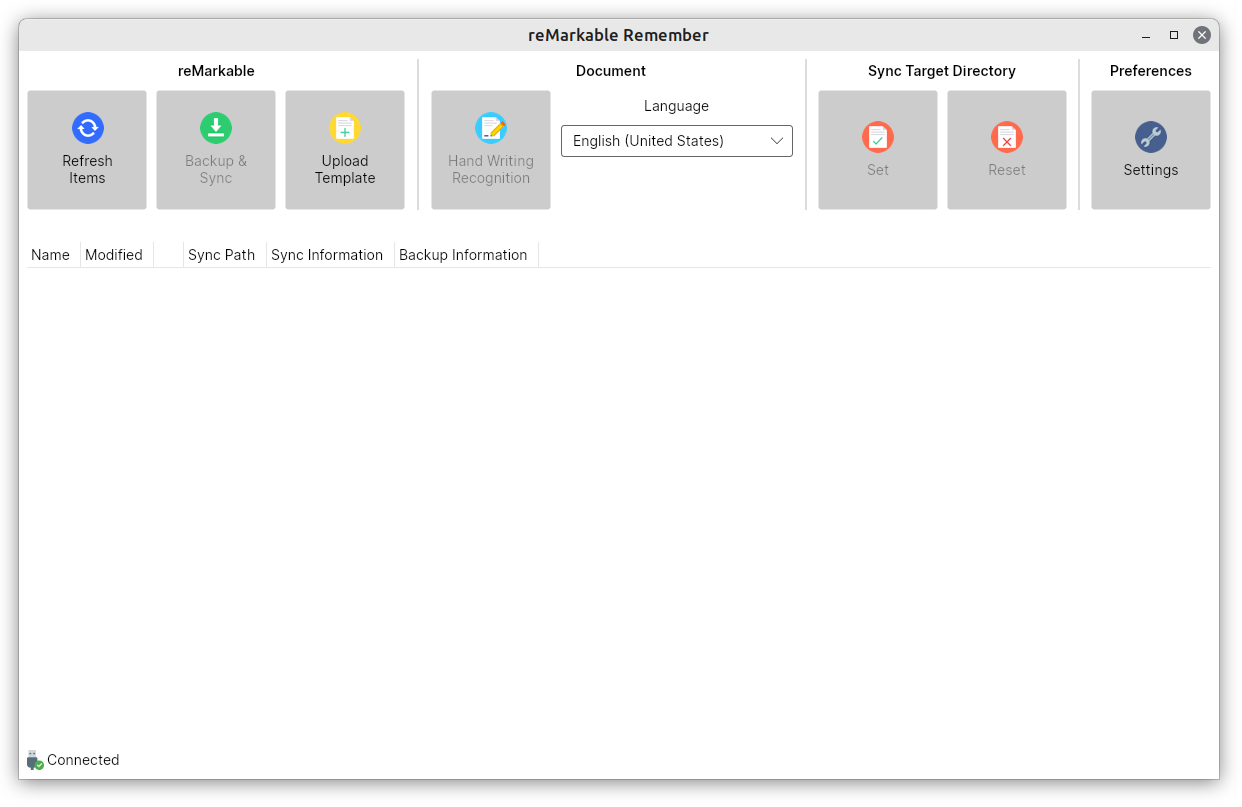 reMarkable Remember
reMarkable
Document
Sync Target Directory
Preferences
Refresh
Items
Backup &
Sync
Upload
Template
Hand Writing
Recognition
Language
English (United States)
Set
Reset
Settings
Name
Modified
Sync Path
Sync Information
Backup Information
Connected